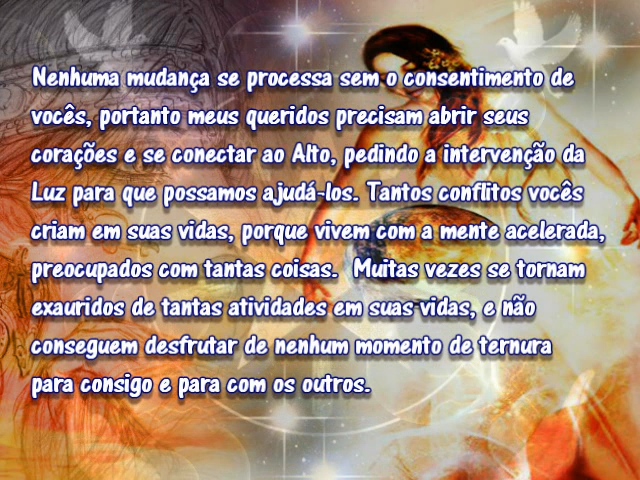 Nenhuma mudança se processa sem o consentimento de
vocês, portanto meus queridos precisam abrir seus
corações e se conectar ao Alto, pedindo a intervenção da
Luz para que possamos ajudá-los. Tantos conflitos vocês
criam em suas vidas, porque vivem com a mente acelerada,
preocupados com tantas coisas. Muitas vezes se tornam
exauridos de tantas atividades em suas vidas, e não
conseguem desfrutar de nenhum momento de ternura
para consigo e para com os outros.